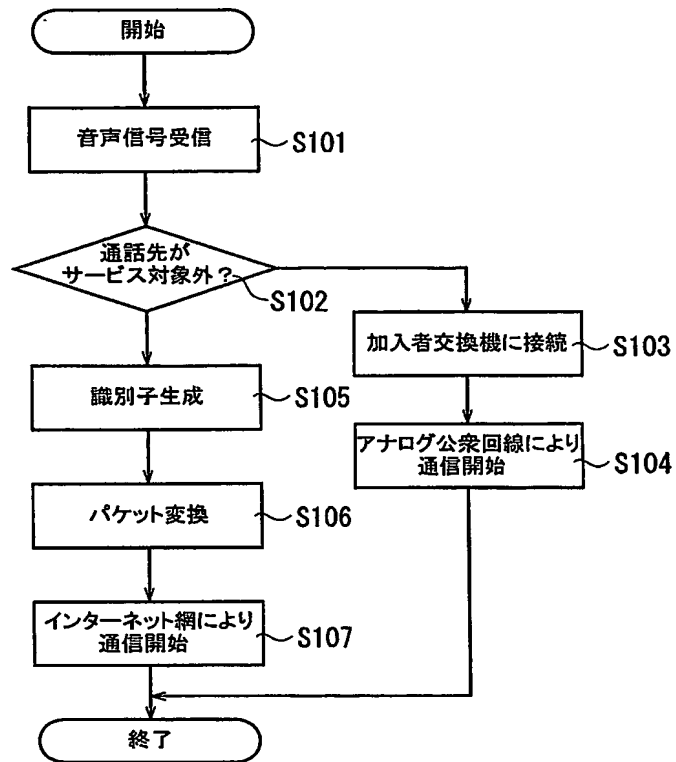 開始
音声信号受信
S101
通話先が
サービス対象外？
S102
加入者交換機に接続
S103
アナログ公衆回線により
通信開始
S104
識別子生成
S105
パケット変換
S106
インターネット網により
通信開始
S107
終了